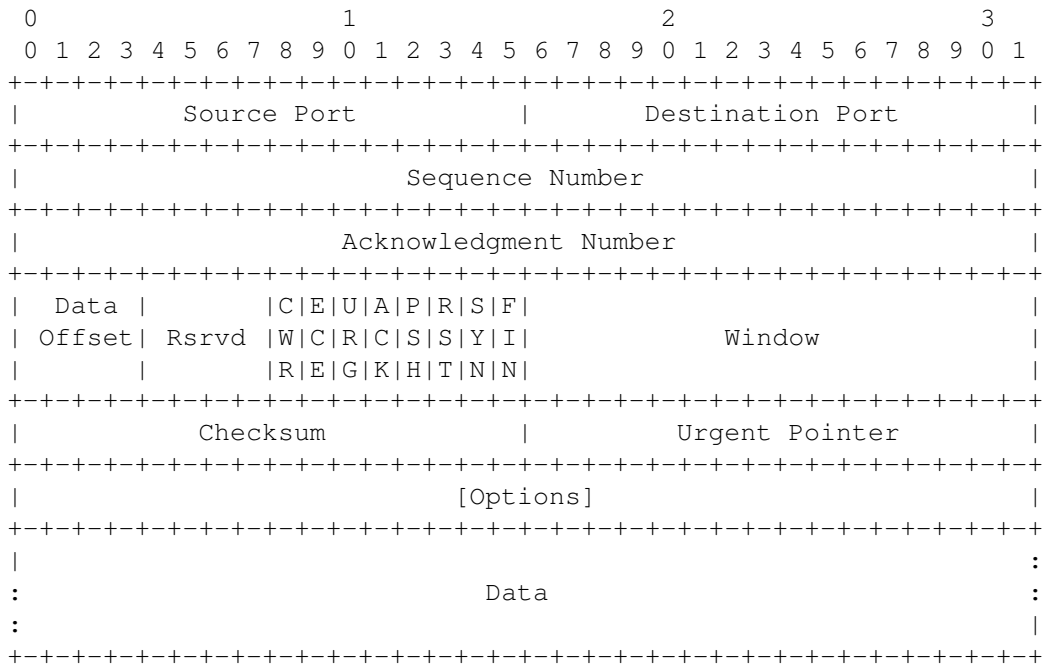 0                   1                   2                   3
0 1 2 3 4 5 6 7 8 9 0 1 2 3 4 5 6 7 8 9 0 1 2 3 4 5 6 7 8 9 0 1
+-+-+-+-+-+-+-+-+-+-+-+-+-+-+-+-+-+-+-+-+-+-+-+-+-+-+-+-+-+-+-+-+
|          Source Port          |       Destination Port        |
+-+-+-+-+-+-+-+-+-+-+-+-+-+-+-+-+-+-+-+-+-+-+-+-+-+-+-+-+-+-+-+-+
|                        Sequence Number                        |
+-+-+-+-+-+-+-+-+-+-+-+-+-+-+-+-+-+-+-+-+-+-+-+-+-+-+-+-+-+-+-+-+
|                    Acknowledgment Number                      |
+-+-+-+-+-+-+-+-+-+-+-+-+-+-+-+-+-+-+-+-+-+-+-+-+-+-+-+-+-+-+-+-+
|  Data |       |C|E|U|A|P|R|S|F|                               |
| Offset| Rsrvd |W|C|R|C|S|S|Y|I|            Window             |
|       |       |R|E|G|K|H|T|N|N|                               |
+-+-+-+-+-+-+-+-+-+-+-+-+-+-+-+-+-+-+-+-+-+-+-+-+-+-+-+-+-+-+-+-+
|           Checksum            |         Urgent Pointer        |
+-+-+-+-+-+-+-+-+-+-+-+-+-+-+-+-+-+-+-+-+-+-+-+-+-+-+-+-+-+-+-+-+
|                           [Options]                           |
+-+-+-+-+-+-+-+-+-+-+-+-+-+-+-+-+-+-+-+-+-+-+-+-+-+-+-+-+-+-+-+-+
|                                                               :
:                             Data                              :
:                                                               |
+-+-+-+-+-+-+-+-+-+-+-+-+-+-+-+-+-+-+-+-+-+-+-+-+-+-+-+-+-+-+-+-+